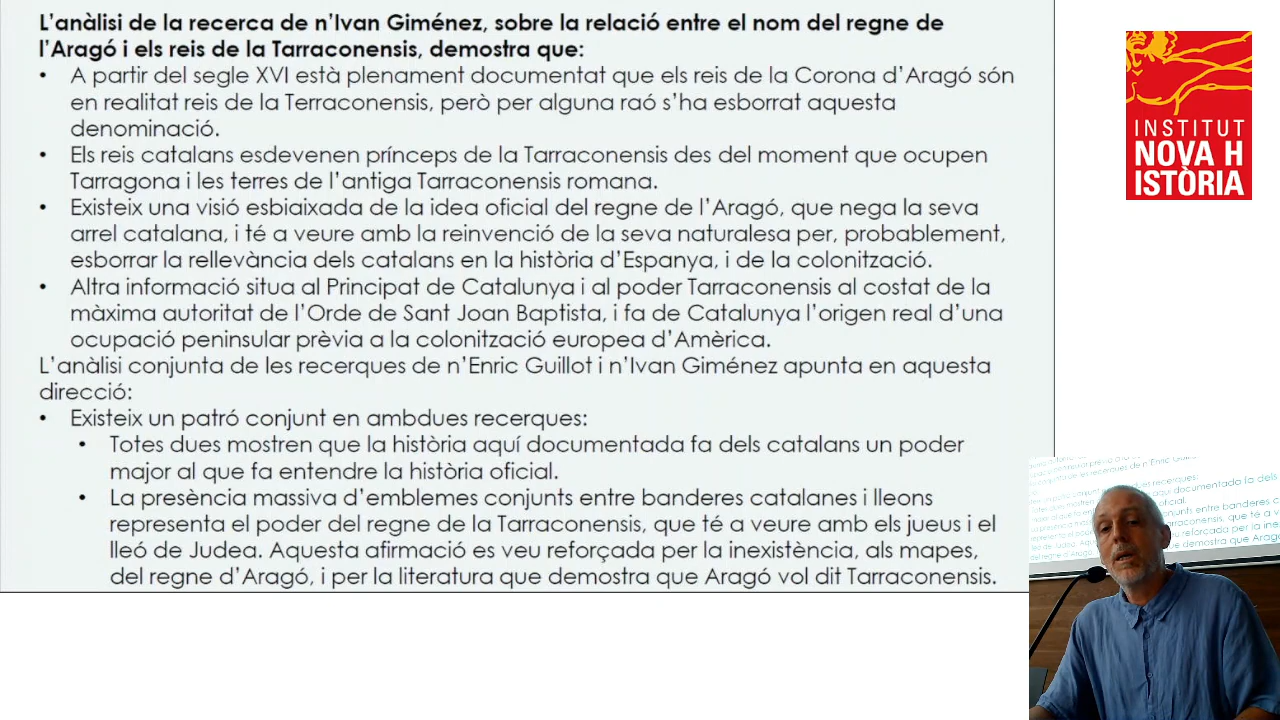 L'anàlisi de la recerca de n'Ivan Giménez, sobre la relació entre el nom del regne de
l'Aragó i els reis de la Tarraconensis, demostra que:
• A partir del segle XVI està plenament documentat que els reis de la Corona d'Aragó són
en realitat reis de la Terraconensis, però per alguna raó s'ha esborrat aquesta
denominació.
• Els reis catalans esdevenen prínceps de la Tarraconensis des del moment que ocupen
Tarragona i les terres de l'antiga Tarraconensis romana.
• Existeix una visió esbiaixada de la idea oficial del regne de l'Aragó, que nega la seva
arrel catalana, i té a veure amb la reinvenció de la seva naturalesa per, probablement,
esborrar la rellevància dels catalans en la història d'Espanya, i de la colonització.
• Altra informació situa al Principat de Catalunya i al poder Tarraconensis al costat de la
màxima autoritat de l'Orde de Sant Joan Baptista, i fa de Catalunya l'origen real d'una
ocupació peninsular prèvia a la colonització europea d'Amèrica.
L'anàlisi conjunta de les recerques de n'Enric Guillot i n'Ivan Giménez apunta en aquesta
direcció:
• Existeix un patró conjunt en ambdues recerques:
• Totes dues mostren que la història aquí documentada fa dels catalans un poder
major al que fa entendre la història oficial.
• La presència massiva d'emblemes conjunts entre banderes catalanes i lleons
representa el poder del regne de la Tarraconensis, que té a veure amb els jueus i el
lleó de Judea. Aquesta afirmació es veu reforçada per la inexistència, als mapes,
del regne d'Aragó, i per la literatura que demostra que Aragó vol dit Tarraconensis.
INSTITUT
NOVA H
ISTÒRIA